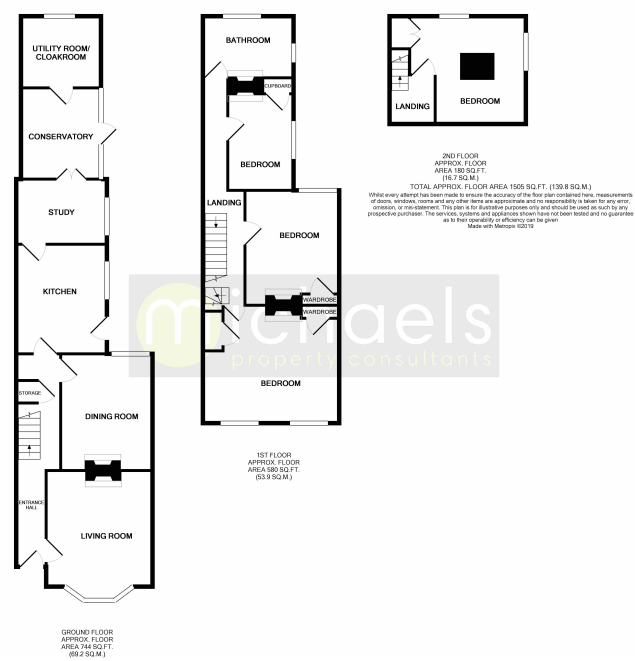 UTILITY ROOM/
CLOAKROOM
CONSERVATORY
STUDY
KITCHEN
STORAGE
DINING ROOM
ENTRANCE
HALL
LIVING ROOM
GROUND FLOOR
APPROX. FLOOR
AREA 744 SQ.FT.
(69.2 SQ.M.)
BATHROOM
CUPBOARD
BEDROOM
LANDING
BEDROOM
WARDROBE
WARDROBE
BEDROOM
1ST FLOOR
APPROX. FLOOR
AREA 580 SQ.FT.
(53.9 SQ.M.)
LANDING
BEDROOM
2ND FLOOR
APPROX. FLOOR
AREA 180 SQ.FT.
(16.7 SQ.M.)
TOTAL APPROX. FLOOR AREA 1505 SQ.FT. (139.8 SQ.M.)
Whilst every attempt has been made to ensure the accuracy of the floor plan contained here, measurements
of doors, windows, rooms and any other items are approximate and no responsibility is taken for any error,
omission, or mis-statement. This plan is for illustrative purposes only and should be used as such by any
prospective purchaser. The services, systems and appliances shown have not been tested and no guarantee
as to their operability or efficiency can be given
Made with Metropix ©2019
michaels
property consultants